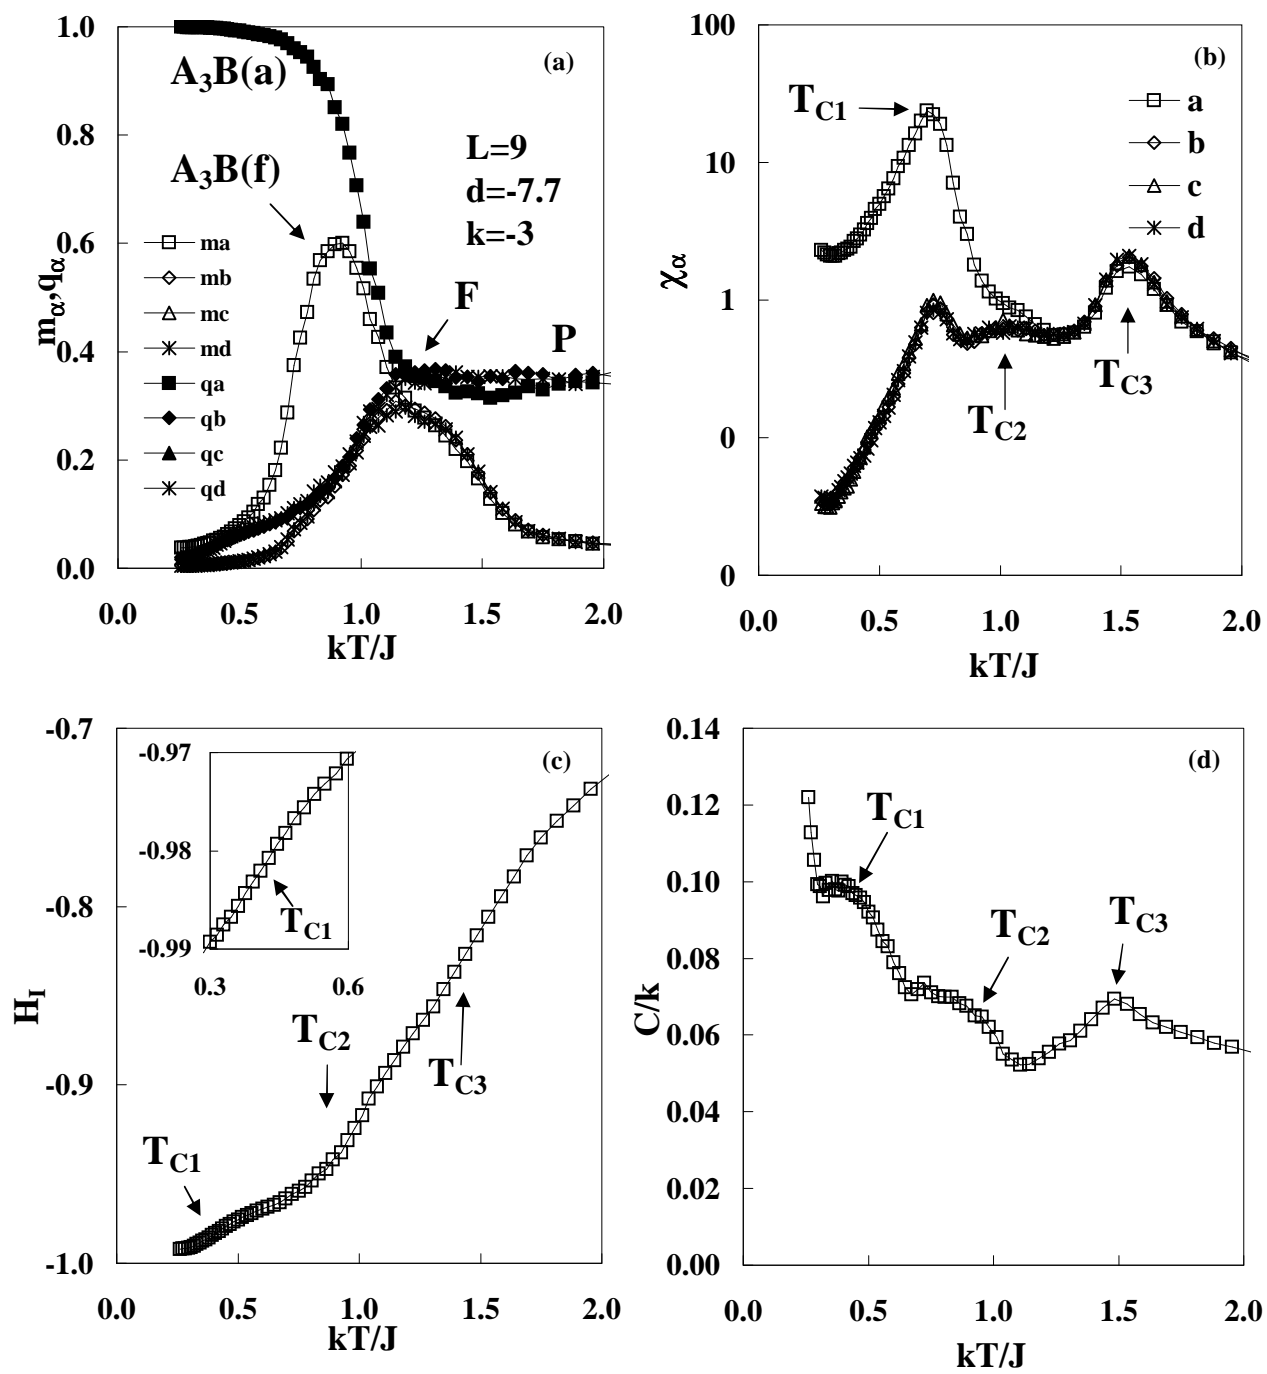 (a)
1.0
0.8
0.6
0.4
0.2
0.0
mα,qα
A3B(a)
A3B(f)
L=9
d=-7.7
k=-3
F
P
ma
mb
mc
md
qa
qb
qc
qd
0.0 0.5 1.0 1.5 2.0
kT/J
(b)
100
10
1
0
0
χα
TC1
TC2
TC3
a
b
c
d
0.0 0.5 1.0 1.5 2.0
kT/J
(c)
-0.7
-0.8
-0.9
-1.0
HI
-0.97
-0.98
-0.99
TC1
0.3 0.6
TC2
TC3
TC1
0.0 0.5 1.0 1.5 2.0
kT/J
(d)
0.14
0.12
0.10
0.08
0.06
0.04
0.02
0.00
C/k
TC1
TC2
TC3
0.0 0.5 1.0 1.5 2.0
kT/J